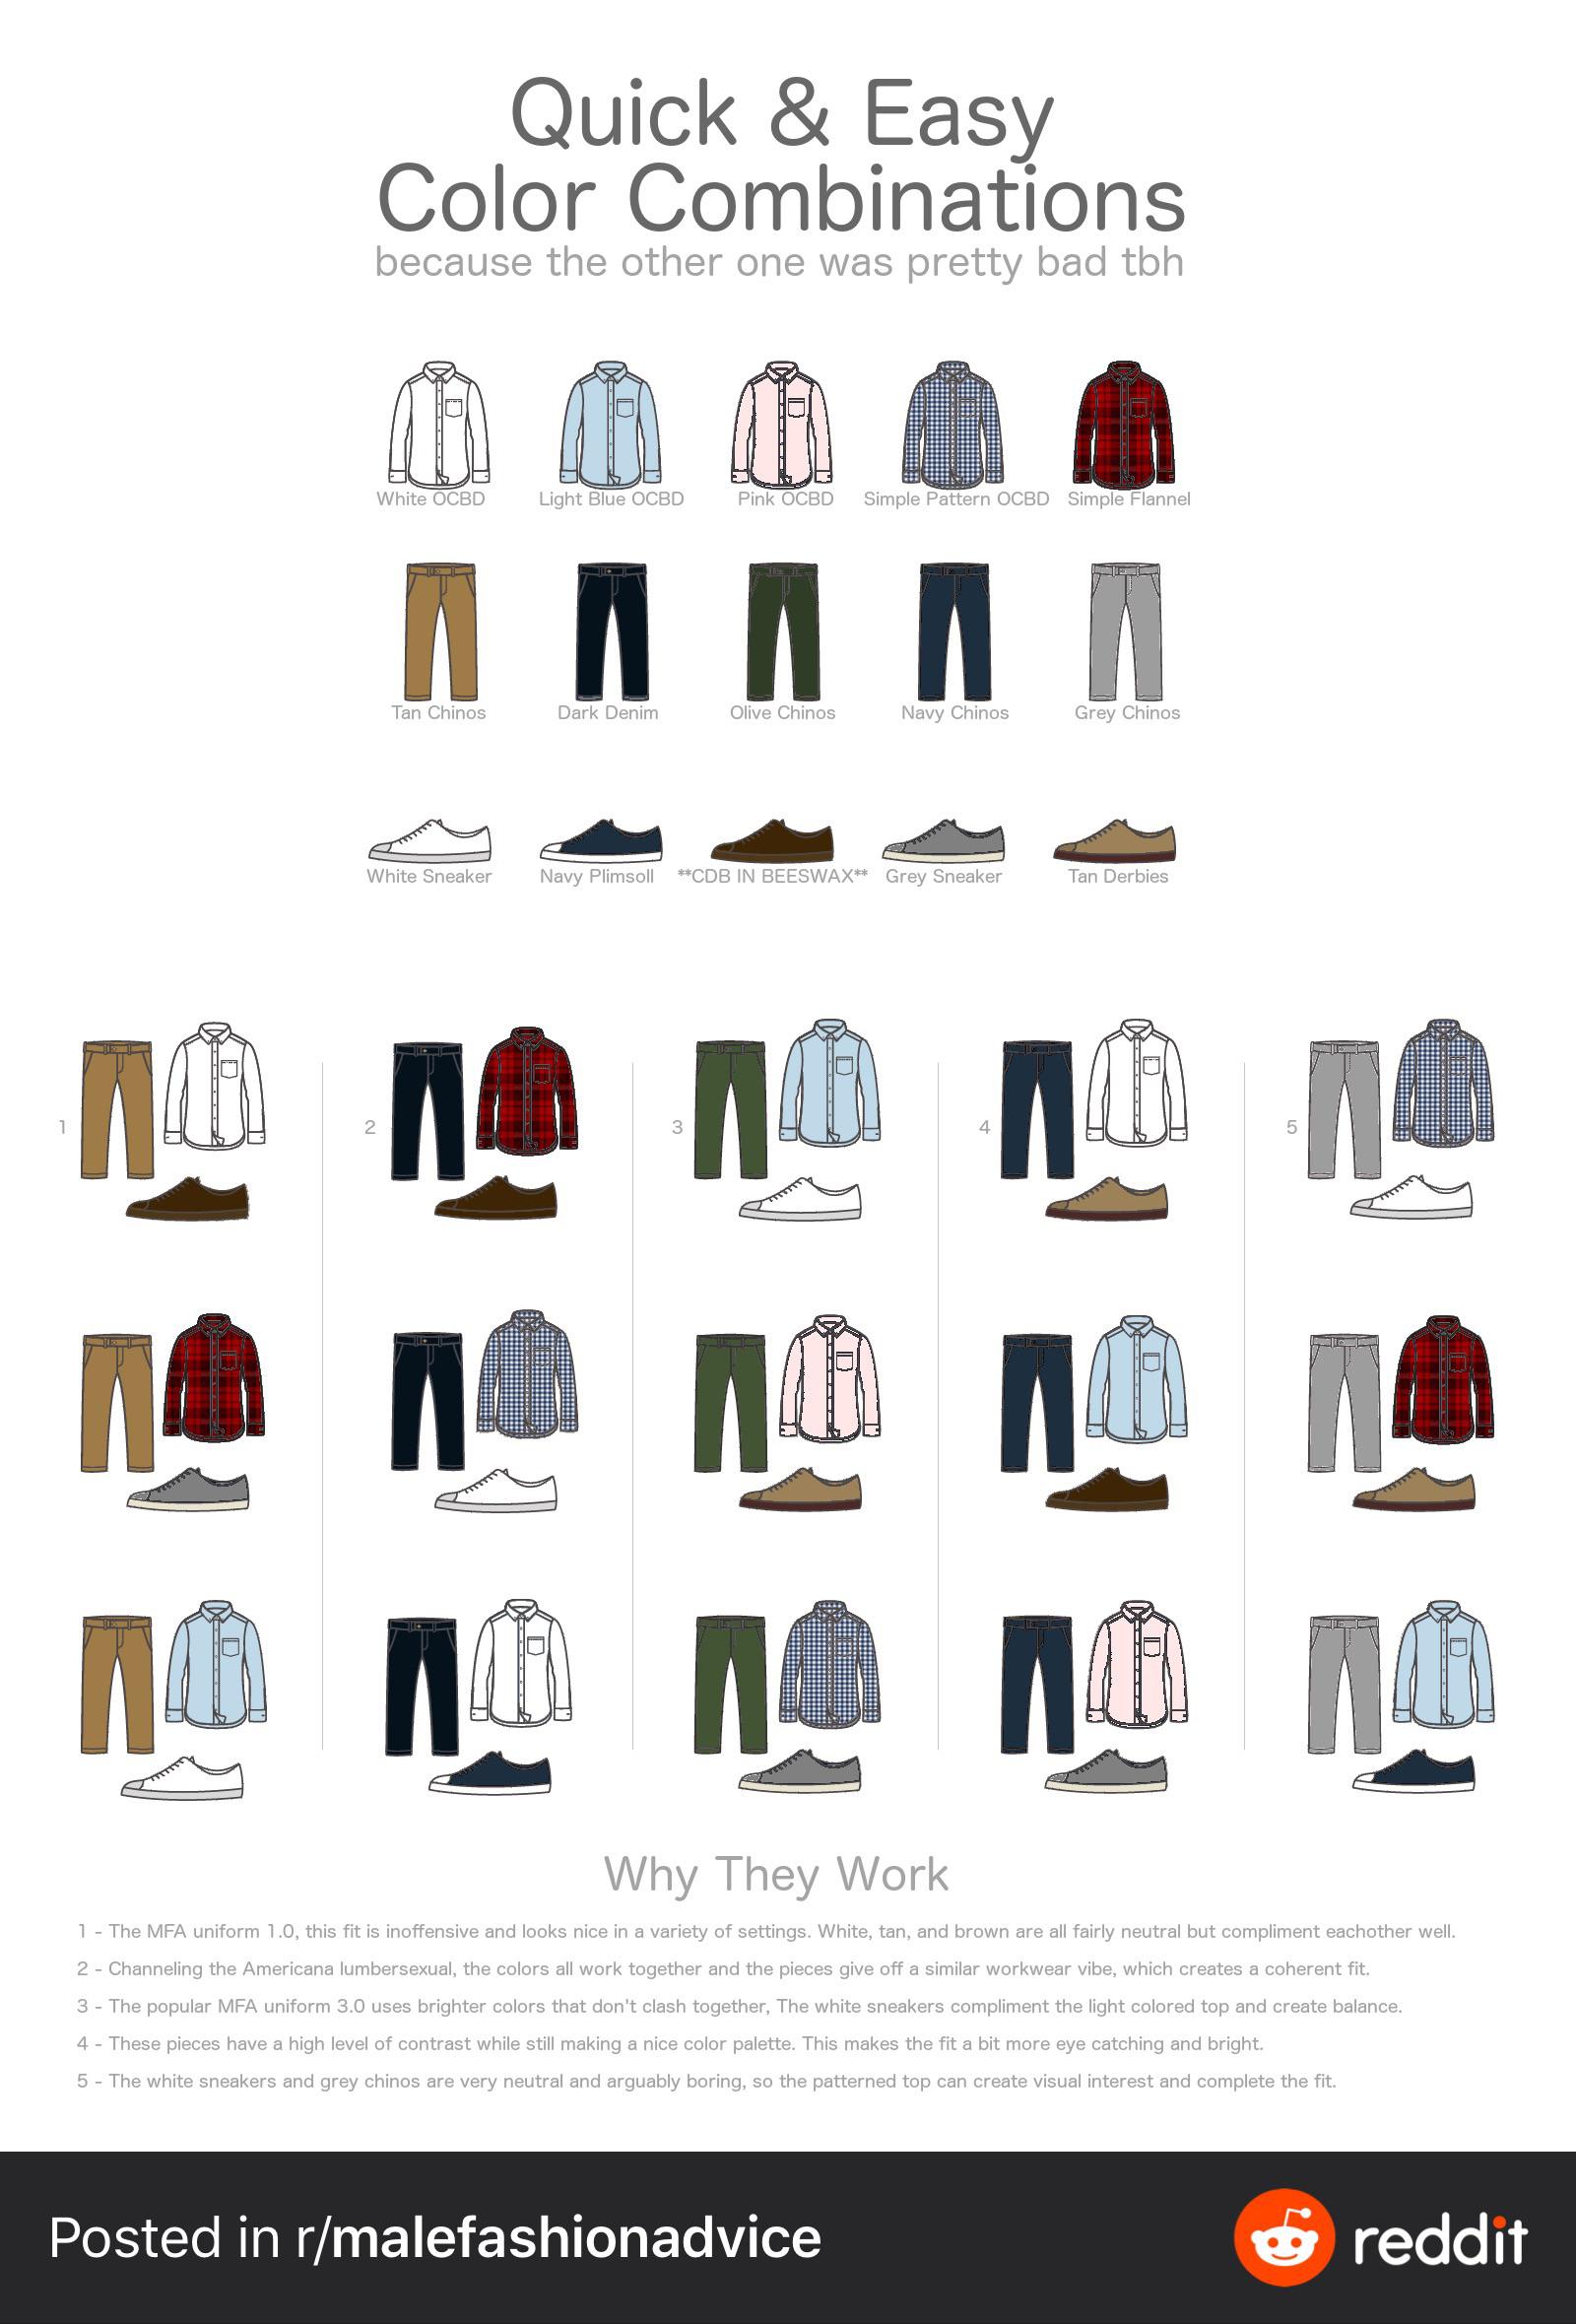 Quick & Easy
Color Combinations
because the other one was pretty bad tbh
White OCBD Light Blue OCBD Pink OCBD Simple Pattern OCBD Simple Flannel
Tan Chinos Dark Denim Olive Chinos Navy Chinos Grey Chinos
White Sneaker Navy Plimsoll **CDB IN BEESWAX** Grey Sneaker Tan Derbies
1 2 3 4 5
Why They Work
1 - The MFA uniform 1.0, this fit is inoffensive and looks nice in a variety of settings. White, tan, and brown are all fairly neutral but compliment eachother well.
2 - Channeling the Americana lumbersexual, the colors all work together and the pieces give off a similar workwear vibe, which creates a coherent fit.
3 - The popular MFA uniform 3.0 uses brighter colors that don't clash together, The white sneakers compliment the light colored top and create balance.
4 - These pieces have a high level of contrast while still making a nice color palette. This makes the fit a bit more eye catching and bright.
5 - The white sneakers and grey chinos are very neutral and arguably boring, so the patterned top can create visual interest and complete the fit.
Posted in r/malefashionadvice reddit